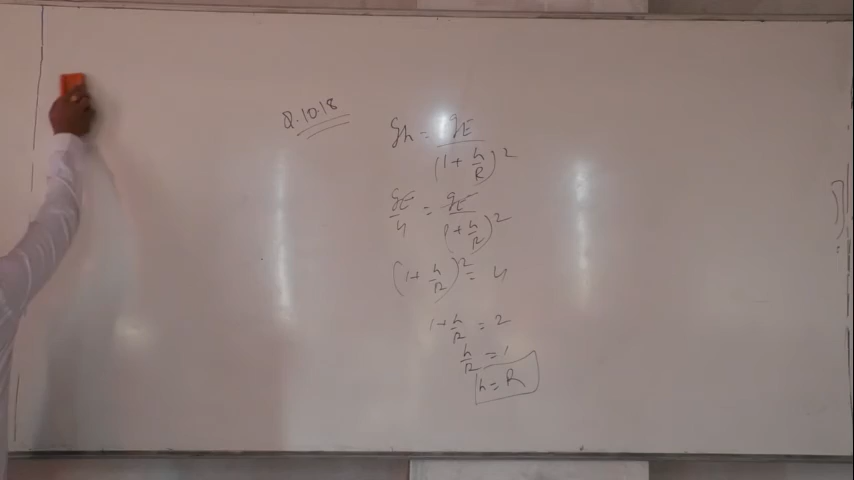 Q.10.18
gh = gE / (1 + h/R)²
gE/4 = gE / (1 + h/R)²
(1 + h/R)² = 4
1 + h/R = 2
h/R = 1
h = R